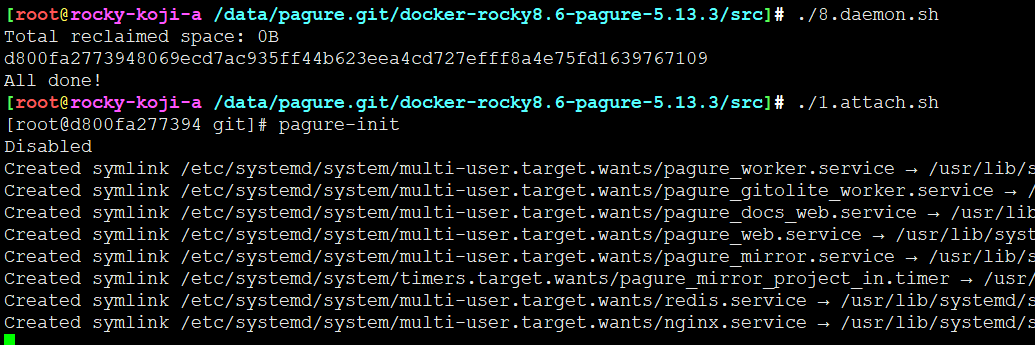 [root@rocky-koji-a /data/pagure.git/docker-rocky8.6-pagure-5.13.3/src]# ./8.daemon.sh
Total reclaimed space: 0B
d800fa2773948069ecd7ac935ff44b623eea4cd727efff8a4e75fd1639767109
All done!
[root@rocky-koji-a /data/pagure.git/docker-rocky8.6-pagure-5.13.3/src]# ./1.attach.sh
[root@d800fa277394 git]# pagure-init
Disabled
Created symlink /etc/systemd/system/multi-user.target.wants/pagure_worker.service → /usr/lib/s
Created symlink /etc/systemd/system/multi-user.target.wants/pagure_gitolite_worker.service → /
Created symlink /etc/systemd/system/multi-user.target.wants/pagure_docs_web.service → /usr/lib
Created symlink /etc/systemd/system/multi-user.target.wants/pagure_web.service → /usr/lib/syst
Created symlink /etc/systemd/system/multi-user.target.wants/pagure_mirror.service → /usr/lib/s
Created symlink /etc/systemd/system/timers.target.wants/pagure_mirror_project_in.timer → /usr/
Created symlink /etc/systemd/system/multi-user.target.wants/redis.service → /usr/lib/systemd/s
Created symlink /etc/systemd/system/multi-user.target.wants/nginx.service → /usr/lib/systemd/s